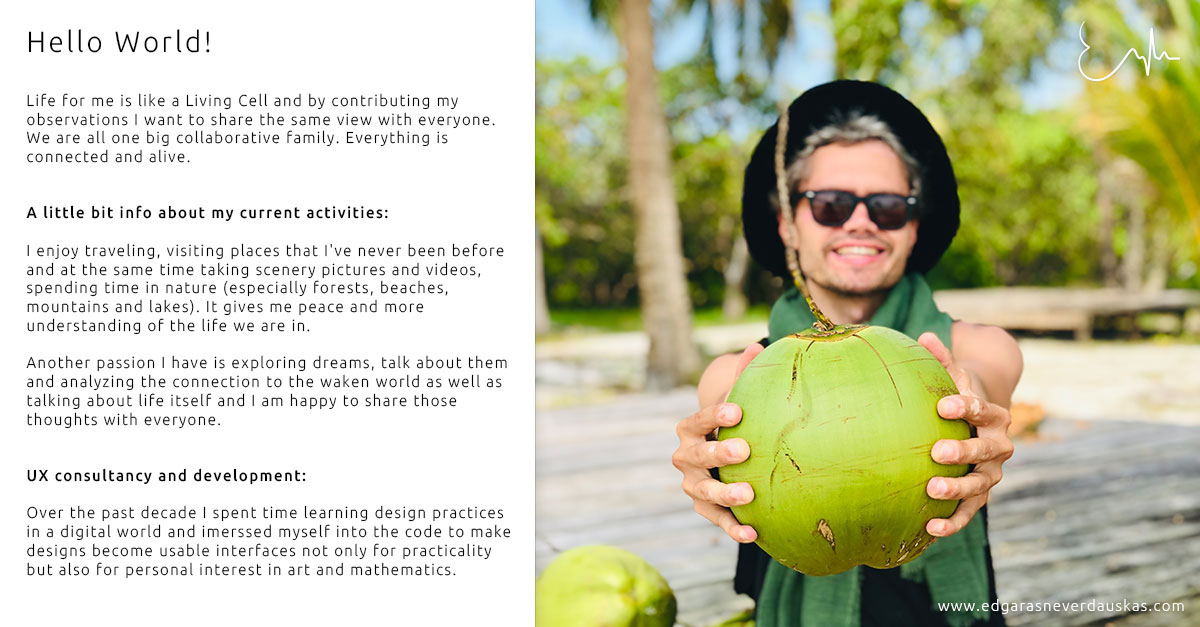 Hello World!
Life for me is like a Living Cell and by contributing my
observations I want to share the same view with everyone.
We are all one big collaborative family. Everything is
connected and alive.
A little bit info about my current activities:
I enjoy traveling, visiting places that I've never been before
and at the same time taking scenery pictures and videos,
spending time in nature (especially forests, beaches,
mountains and lakes). It gives me peace and more
understanding of the life we are in.
Another passion I have is exploring dreams, talk about them
and analyzing the connection to the waken world as well as
talking about life itself and I am happy to share those
thoughts with everyone.
UX consultancy and development:
Over the past decade I spent time learning design practices
in a digital world and imerssed myself into the code to make
designs become usable interfaces not only for practicality
but also for personal interest in art and mathematics.
www.edgarasneverdauskas.com